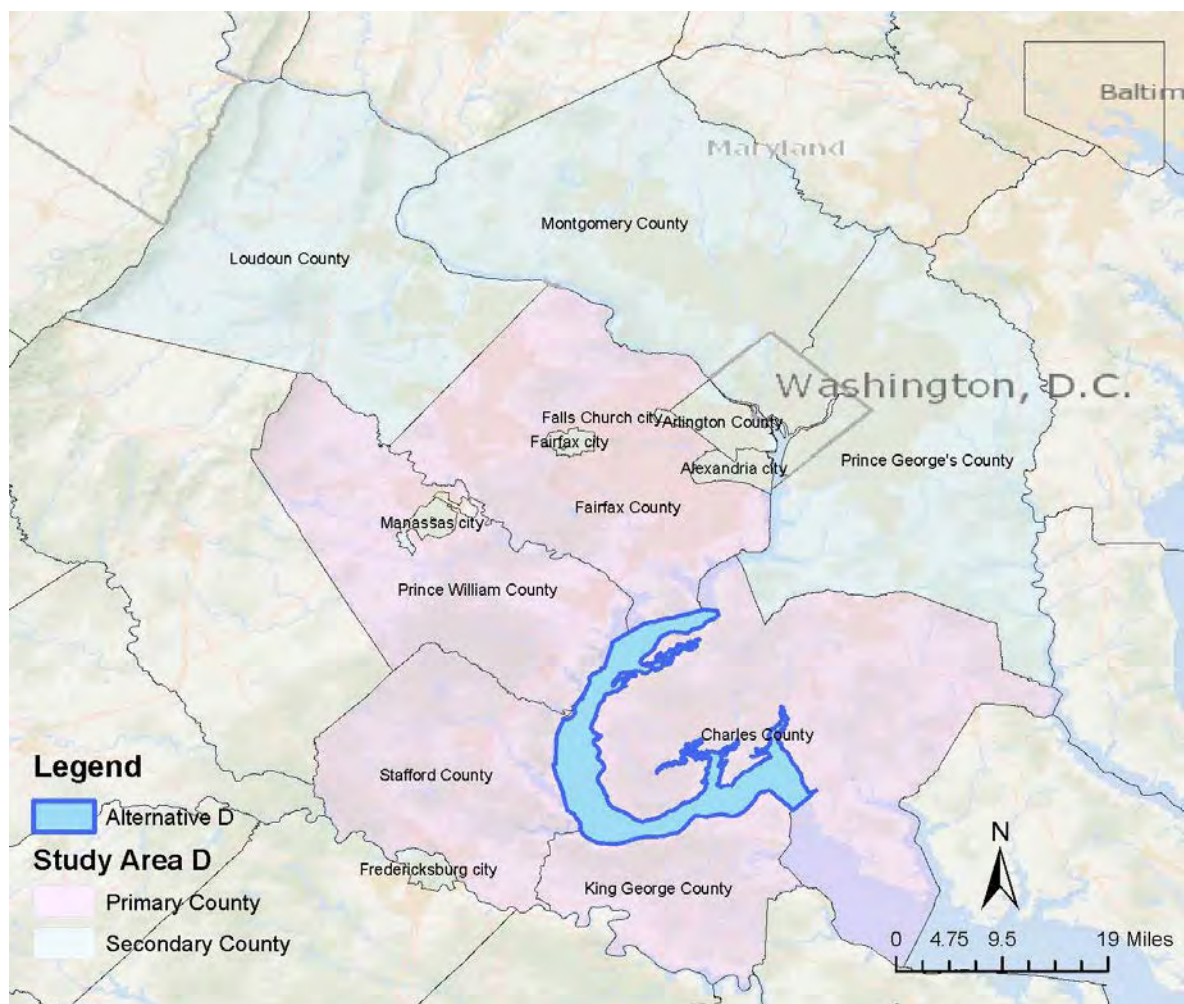 Baltim
Maryland
Montgomery County
Loudoun County
Washington, D.C.
Falls Church city
Arlington County
Fairfax city
Prince George's County
Alexandria city
Fairfax County
Manassas city
Prince William County
Charles County
Stafford County
Fredericksburg city
King George County
Legend
Alternative D
Study Area D
Primary County
Secondary County
N
0 4.75 9.5 19 Miles